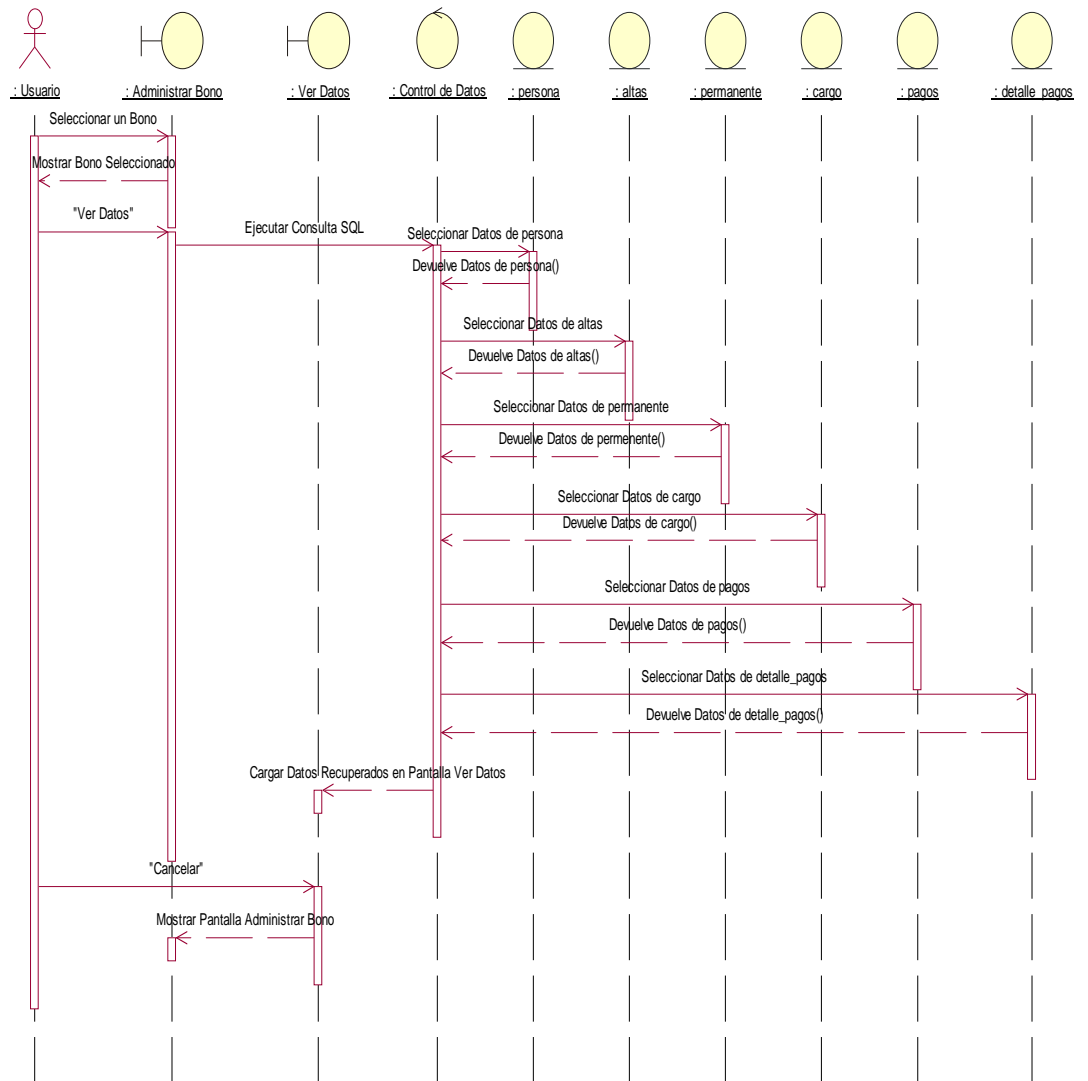 : Usuario
: Administrar Bono
: Ver Datos
: Control de Datos
: persona
: altas
: permanente
: cargo
: pagos
: detalle_pagos
Seleccionar un Bono
Mostrar Bono Seleccionado
"Ver Datos"
Ejecutar Consulta SQL
Seleccionar Datos de persona
Devuelve Datos de persona()
Seleccionar Datos de altas
Devuelve Datos de altas()
Seleccionar Datos de permanente
Devuelve Datos de permenente()
Seleccionar Datos de cargo
Devuelve Datos de cargo()
Seleccionar Datos de pagos
Devuelve Datos de pagos()
Seleccionar Datos de detalle_pagos
Devuelve Datos de detalle_pagos()
Cargar Datos Recuperados en Pantalla Ver Datos
"Cancelar"
Mostrar Pantalla Administrar Bono